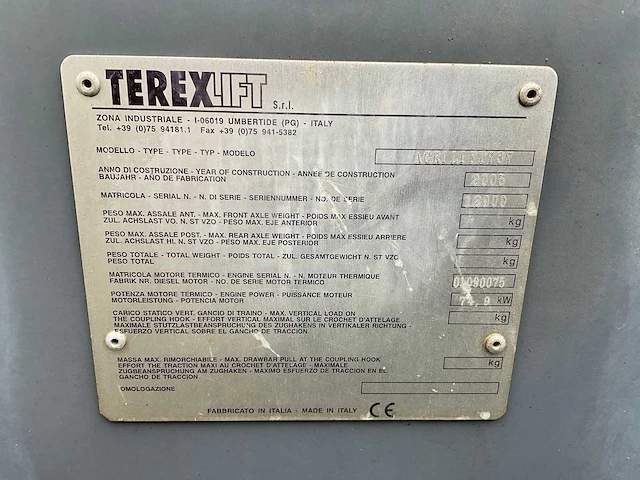 TEREXLIFT S.r.l.
ZONA INDUSTRIALE - I-06019 UMBERTIDE (PG) - ITALY
Tel. +39 (0)75 94181.1 Fax +39 (0)75 941-5382
MODELLO - TYPE - TYPE - TYP - MODELO
ANNO DI COSTRUZIONE - YEAR OF CONSTRUCTION - ANNEE DE CONSTRUCTION
BAUJAHR - ANO DE FABRICATION
MATRICOLA - SERIAL N. - N. DI SERIE - SERIENNUMMER - NO. DE SERIE
PESO MAX. ASSALE ANT. - MAX. FRONT AXLE WEIGHT - POIDS MAX ESSIEU AVANT kg
ZUL. ACHSLAST VO. N. ST VZO - PESO MAX. EJE ANTERIOR
PESO MAX. ASSALE POST. - MAX. REAR AXLE WEIGHT - POIDS MAX ESSIEU ARRIERE kg
ZUL. ACHSLAST HI. N. ST VZO - PESO MAX. EJE POSTERIOR
PESO TOTALE - TOTAL WEIGHT - POIDS TOTAL - ZUL. GESAMTGEWICHT N. ST VZO kg
PESO TOTAL
MATRICOLA MOTORE TERMICO - ENGINE SERIAL N. - N. MOTEUR THERMIQUE 01090075
FABRIK NR. DIESEL MOTOR - NO. DE SERIE MOTOR TERMICO
POTENZA MOTORE TERMICO - ENGINE POWER - PUISSANCE MOTEUR kW
MOTORLEISTUNG - POTENCIA MOTOR
CARICO STATICO VERT. GANCIO DI TRAINO - MAX. VERTICAL LOAD ON kg
THE COUPLING HOOK - EFFORT VERTICAL MAXIMAL SUR LE CROCHET D'ATTELAGE
MAXIMALE STUTZLASTBEANSPRUCHUNG DES ZUGHAKENS IN VERTIKALER RICHTUNG -
ESFUERZO VERTICAL SOBRE EL GANCHO DE TRACCION
MASSA MAX. RIMORCHIABILE - MAX. DRAWBAR PULL AT THE COUPLING HOOK kg
EFFORT THE TRACTION MAXI AU CROCHET D'ATTELAGE - MAXIMALE
ZUGBEANSPRUCHUNG AM ZUGHAKEN - MAXIMO ESFUERZO DE TRACCION EN EL
GANCHO DE TRACCION
OMOLOGAZIONE
FABBRICATO IN ITALIA - MADE IN ITALY CE